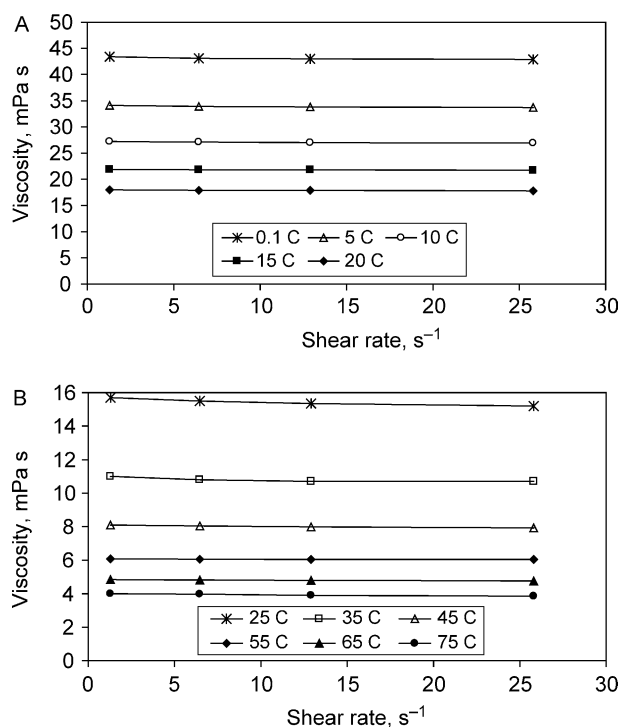 A
Viscosity, mPa s
50
45
40
35
30
25
20
15
10
5
0
0.1 C 5 C 10 C
15 C 20 C
0 5 10 15 20 25 30
Shear rate, s⁻¹
B
Viscosity, mPa s
16
14
12
10
8
6
4
2
0
25 C 35 C 45 C
55 C 65 C 75 C
0 5 10 15 20 25 30
Shear rate, s⁻¹